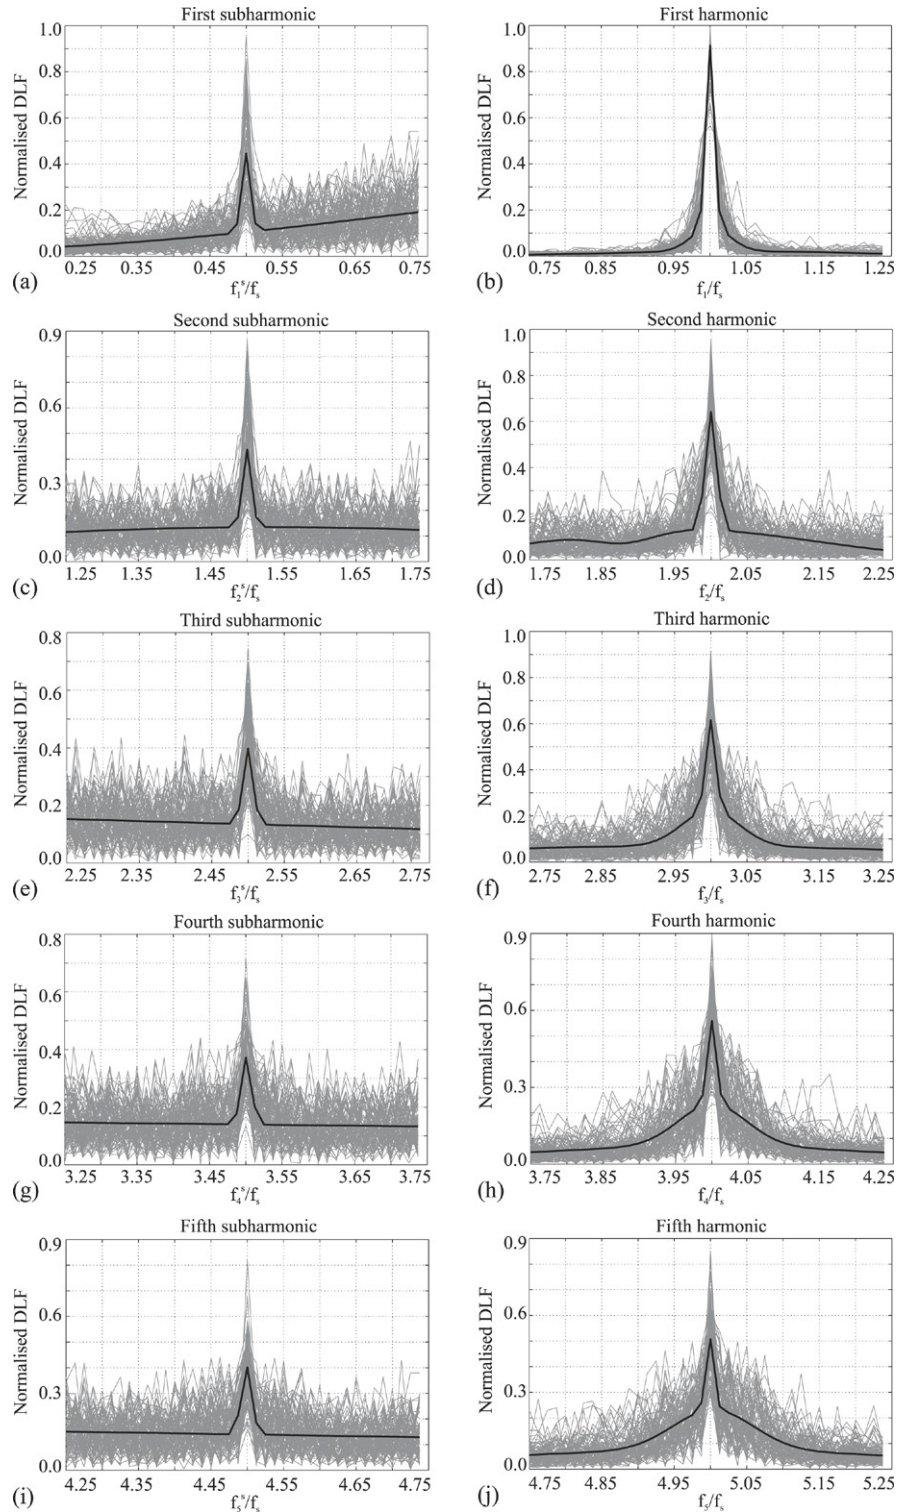 First subharmonic
Normalised DLF
1.0
0.8
0.6
0.4
0.2
0.0
0.25 0.35 0.45 0.55 0.65 0.75
(a)
f₁ˢ/fₛ
First harmonic
Normalised DLF
1.0
0.8
0.6
0.4
0.2
0.0
0.75 0.85 0.95 1.05 1.15 1.25
(b)
f₁/fₛ
Second subharmonic
Normalised DLF
0.9
0.6
0.3
0.0
1.25 1.35 1.45 1.55 1.65 1.75
(c)
f₂ˢ/fₛ
Second harmonic
Normalised DLF
1.0
0.8
0.6
0.4
0.2
0.0
1.75 1.85 1.95 2.05 2.15 2.25
(d)
f₂/fₛ
Third subharmonic
Normalised DLF
0.8
0.6
0.4
0.2
0.0
2.25 2.35 2.45 2.55 2.65 2.75
(e)
f₃ˢ/fₛ
Third harmonic
Normalised DLF
1.0
0.8
0.6
0.4
0.2
0.0
2.75 2.85 2.95 3.05 3.15 3.25
(f)
f₃/fₛ
Fourth subharmonic
Normalised DLF
0.8
0.6
0.4
0.2
0.0
3.25 3.35 3.45 3.55 3.65 3.75
(g)
f₄ˢ/fₛ
Fourth harmonic
Normalised DLF
0.9
0.6
0.3
0.0
3.75 3.85 3.95 4.05 4.15 4.25
(h)
f₄/fₛ
Fifth subharmonic
Normalised DLF
0.9
0.6
0.3
0.0
4.25 4.35 4.45 4.55 4.65 4.75
(i)
f₅ˢ/fₛ
Fifth harmonic
Normalised DLF
0.9
0.6
0.3
0.0
4.75 4.85 4.95 5.05 5.15 5.25
(j)
f₅/fₛ